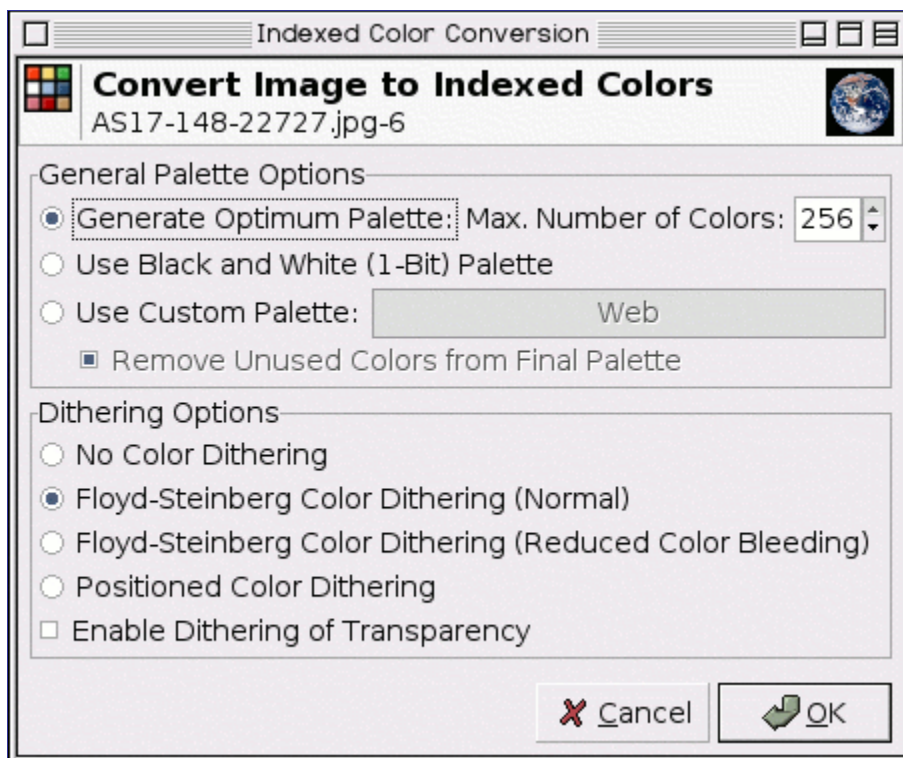 Indexed Color Conversion
Convert Image to Indexed Colors
AS17-148-22727.jpg-6
General Palette Options
Generate Optimum Palette: Max. Number of Colors: 256
Use Black and White (1-Bit) Palette
Use Custom Palette: Web
Remove Unused Colors from Final Palette
Dithering Options
No Color Dithering
Floyd-Steinberg Color Dithering (Normal)
Floyd-Steinberg Color Dithering (Reduced Color Bleeding)
Positioned Color Dithering
Enable Dithering of Transparency
Cancel OK